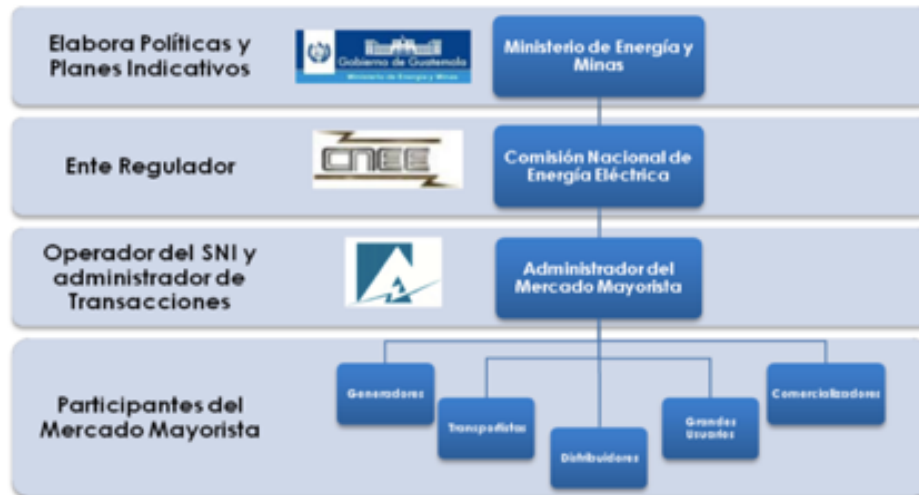 Elabora Políticas y
Planes Indicativos
Gobierno de Guatemala
Ministerio de Energía y Minas
Ministerio de Energía y
Minas
Ente Regulador
CNEE
Comisión Nacional de
Energía Eléctrica
Operador del SNI y
administrador de
Transacciones
Administrador del
Mercado Mayorista
Participantes del
Mercado Mayorista
Generadores
Transportistas
Distribuidores
Grandes
Usuarios
Comercializadores